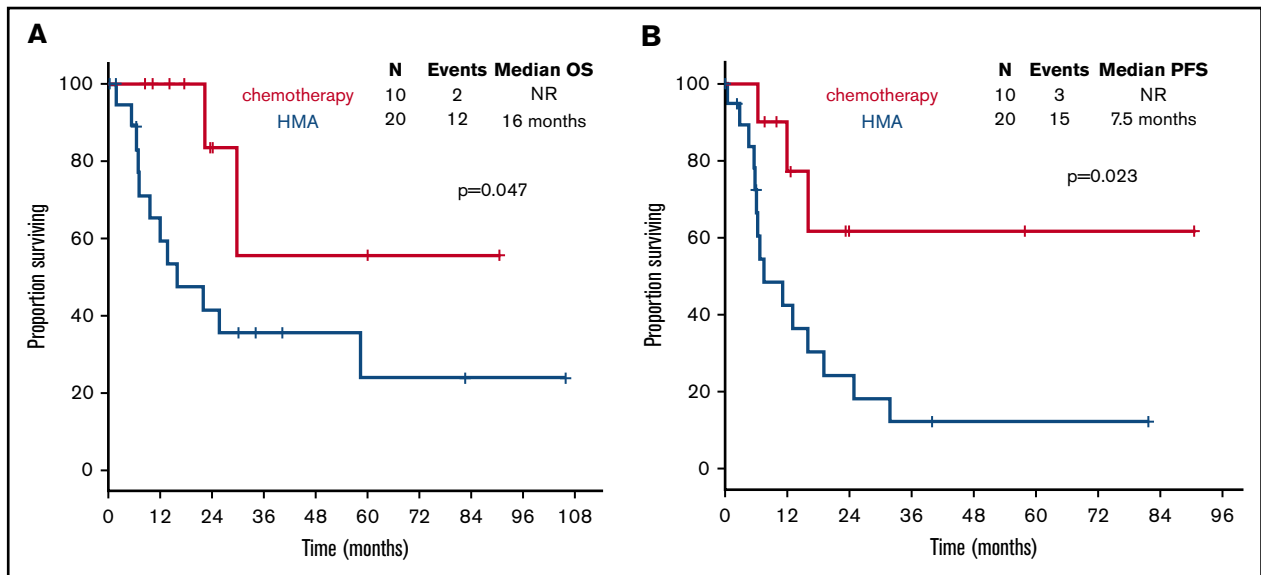 A
N Events Median OS
chemotherapy 10 2 NR
HMA 20 12 16 months
p=0.047
100
80
60
40
20
0
Proportion surviving
0 12 24 36 48 60 72 84 96 108
Time (months)
B
N Events Median PFS
chemotherapy 10 3 NR
HMA 20 15 7.5 months
p=0.023
100
80
60
40
20
0
Proportion surviving
0 12 24 36 48 60 72 84 96
Time (months)